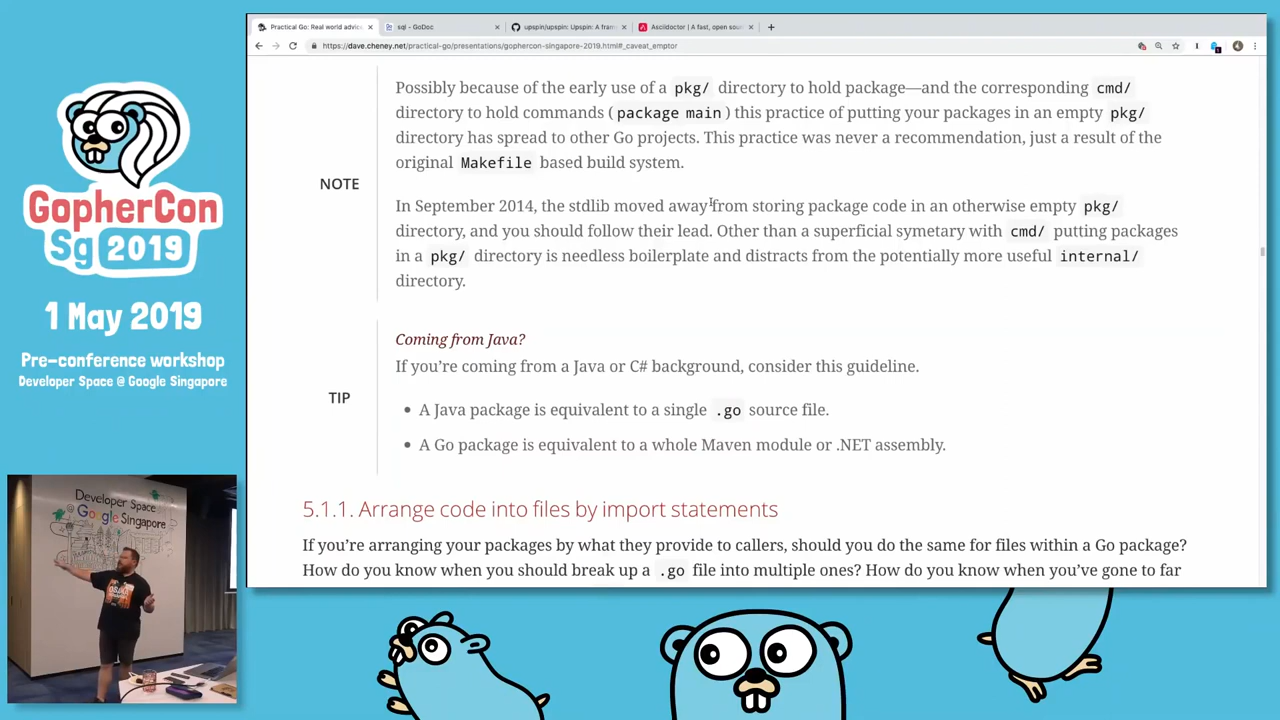 Practical Go: Real world advic
sql - GoDoc
upspin/upspin: Upspin: A fram
Asciidoctor | A fast, open sour
https://dave.cheney.net/practical-go/presentations/gophercon-singapore-2019.html#_caveat_emptor
Possibly because of the early use of a pkg/ directory to hold package—and the corresponding cmd/
directory to hold commands ( package main ) this practice of putting your packages in an empty pkg/
directory has spread to other Go projects. This practice was never a recommendation, just a result of the
original Makefile based build system.
NOTE
In September 2014, the stdlib moved away from storing package code in an otherwise empty pkg/
directory, and you should follow their lead. Other than a superficial symetary with cmd/ putting packages
in a pkg/ directory is needless boilerplate and distracts from the potentially more useful internal/
directory.
Coming from Java?
If you're coming from a Java or C# background, consider this guideline.
TIP
• A Java package is equivalent to a single .go source file.
• A Go package is equivalent to a whole Maven module or .NET assembly.
5.1.1. Arrange code into files by import statements
If you're arranging your packages by what they provide to callers, should you do the same for files within a Go package?
How do you know when you should break up a .go file into multiple ones? How do you know when you've gone to far
GopherCon
Sg 2019
1 May 2019
Pre-conference workshop
Developer Space @ Google Singapore
Developer Space
@ Google Singapore